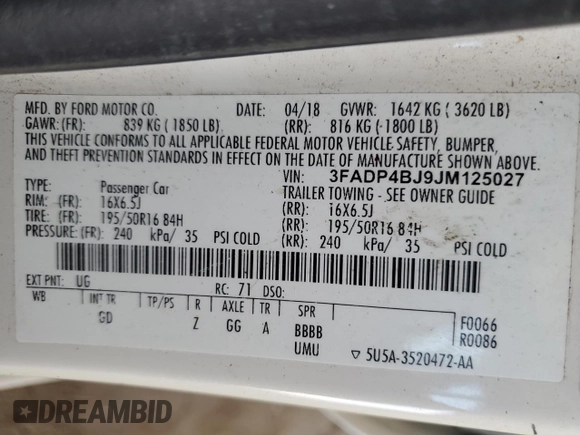 MFD. BY FORD MOTOR CO. 04/18 GVWR: 1642 KG ( 3620 LB)
GAWR: (FR): 839 KG ( 1850 LB) (RR): 816 KG ( 1800 LB)
THIS VEHICLE CONFORMS TO ALL APPLICABLE FEDERAL MOTOR VEHICLE SAFETY, BUMPER,
AND THEFT PREVENTION STANDARDS IN EFFECT ON THE DATE OF MANUFACTURE SHOWN ABOVE.
VIN: 3FADP4BJ9JM125027
TYPE: Passenger Car TRAILER TOWING - SEE OWNER GUIDE
RIM: (FR): 16X6.5J (RR): 16X6.5J
TIRE: (FR): 195/50R16 84H (RR): 195/50R16 84H
PRESSURE: (FR): 240 kPa/ 35 PSI COLD (RR): 240 kPa/ 35 PSI COLD
EXT PNT: UG RC: 71 DSO:
WB INT TR TP/PS R AXLE TR SPR F0066
GD Z GG A BBBB R0086
UMU ▽ 5U5A-3520472-AA
DREAMBID